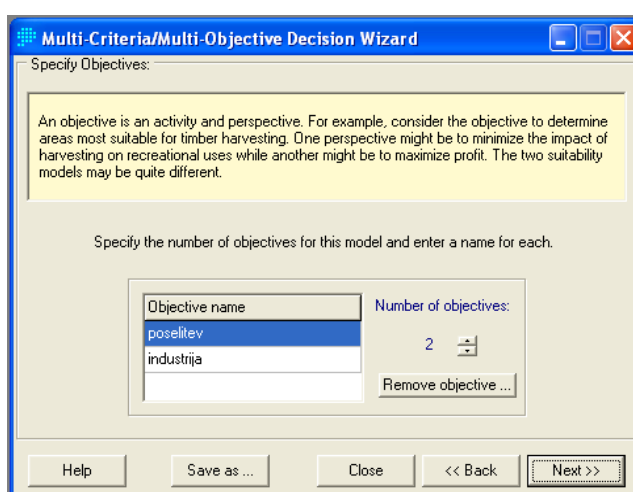 Multi-Criteria/Multi-Objective Decision Wizard
Specify Objectives:
An objective is an activity and perspective. For example, consider the objective to determine
areas most suitable for timber harvesting. One perspective might be to minimize the impact of
harvesting on recreational uses while another might be to maximize profit. The two suitability
models may be quite different.
Specify the number of objectives for this model and enter a name for each.
Objective name
Number of objectives:
poselitev
2
industrija
Remove objective ...
Help
Save as ...
Close
<< Back
Next >>